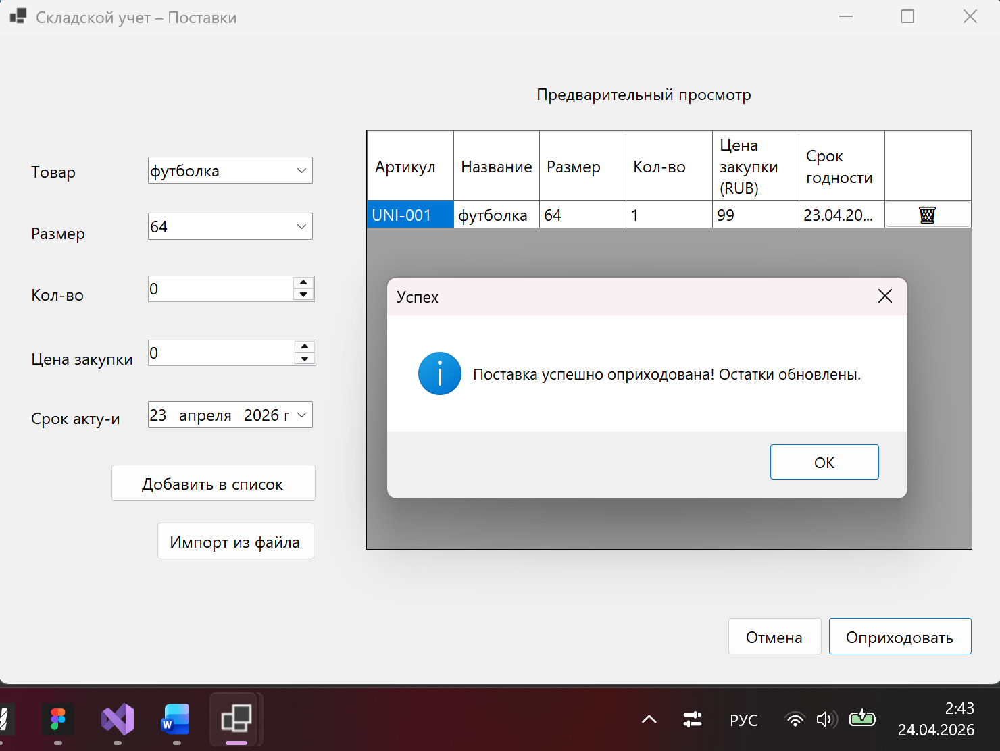 Складской учет – Поставки
Предварительный просмотр
Товар
футболка
Размер
64
Кол-во
0
Цена закупки
0
Срок акту-и
23 апреля 2026 г
Добавить в список
Импорт из файла
Артикул
Название
Размер
Кол-во
Цена
закупки
(RUB)
Срок
годности
UNI-001
футболка
64
1
99
23.04.20...
Успех
Поставка успешно оприходована! Остатки обновлены.
ОК
Отмена
Оприходовать
w
РУС
2:43
24.04.2026